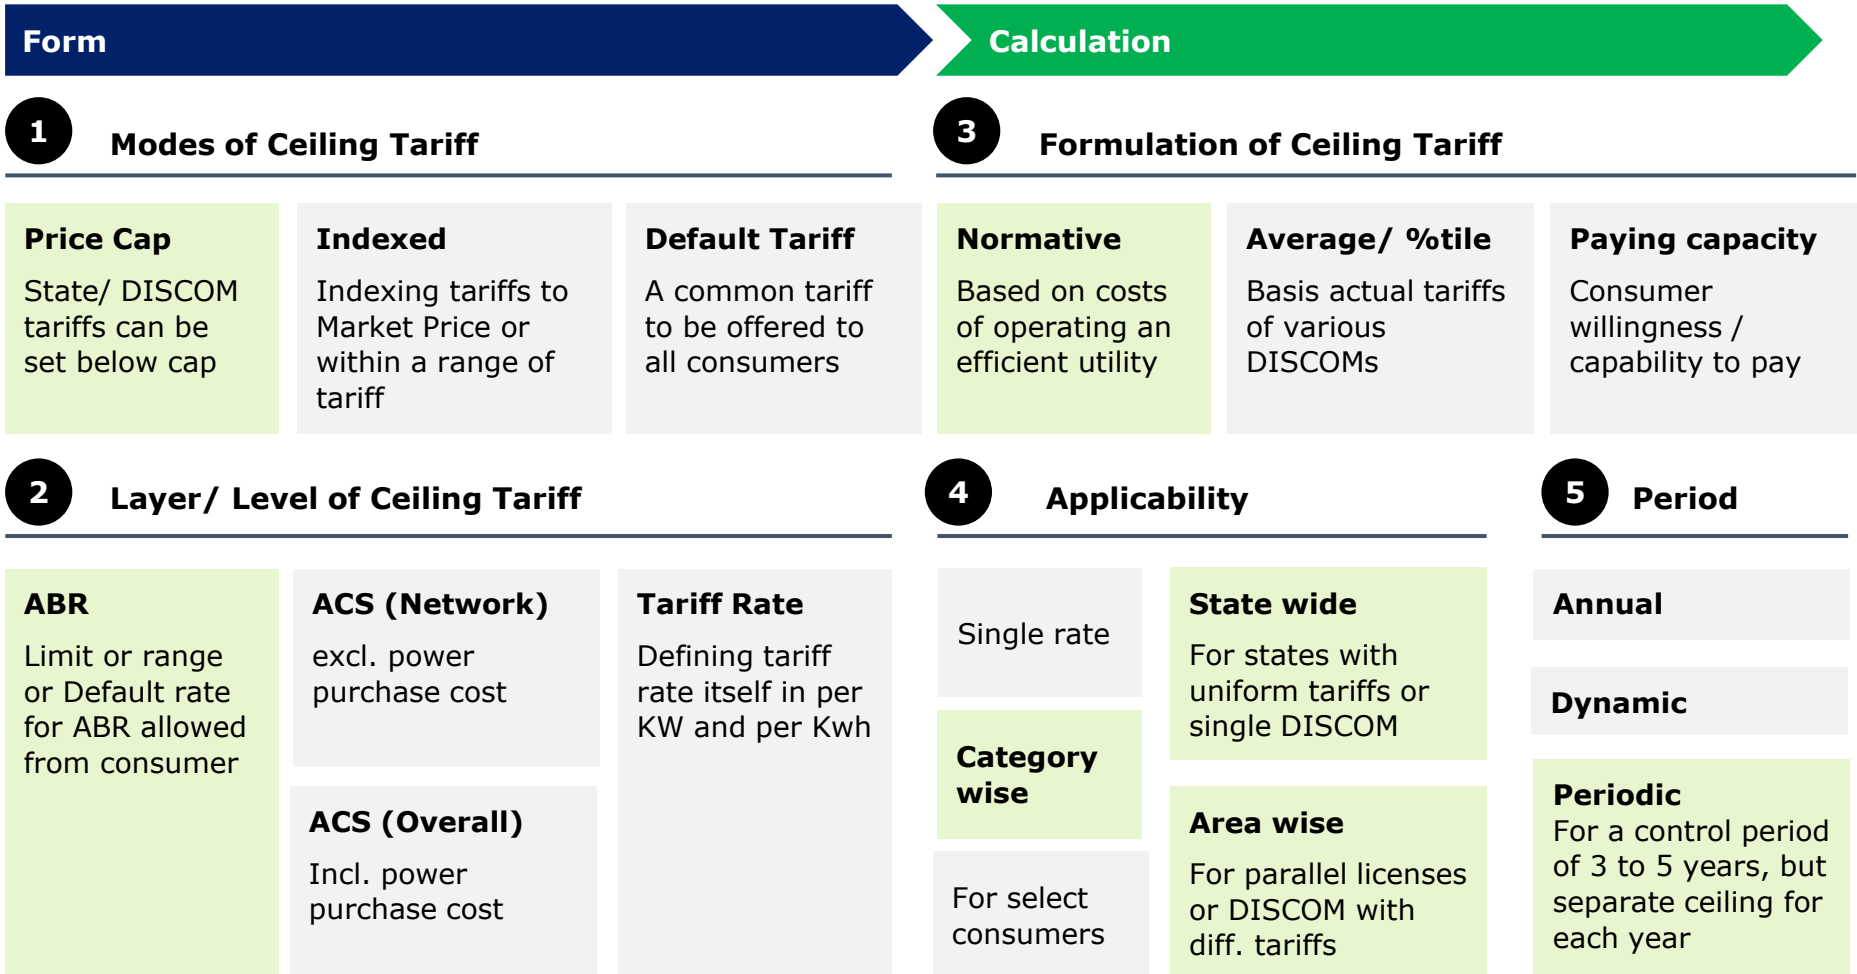 Form
Calculation
1
Modes of Ceiling Tariff
Price Cap
State/ DISCOM
tariffs can be
set below cap
Indexed
Indexing tariffs to
Market Price or
within a range of
tariff
Default Tariff
A common tariff
to be offered to
all consumers
3
Formulation of Ceiling Tariff
Normative
Based on costs
of operating an
efficient utility
Average/ %tile
Basis actual tariffs
of various
DISCOMs
Paying capacity
Consumer
willingness /
capability to pay
2
Layer/ Level of Ceiling Tariff
ABR
Limit or range
or Default rate
for ABR allowed
from consumer
ACS (Network)
excl. power
purchase cost
ACS (Overall)
Incl. power
purchase cost
Tariff Rate
Defining tariff
rate itself in per
KW and per Kwh
4
Applicability
Single rate
Category
wise
For select
consumers
State wide
For states with
uniform tariffs or
single DISCOM
Area wise
For parallel licenses
or DISCOM with
diff. tariffs
5
Period
Annual
Dynamic
Periodic
For a control period
of 3 to 5 years, but
separate ceiling for
each year